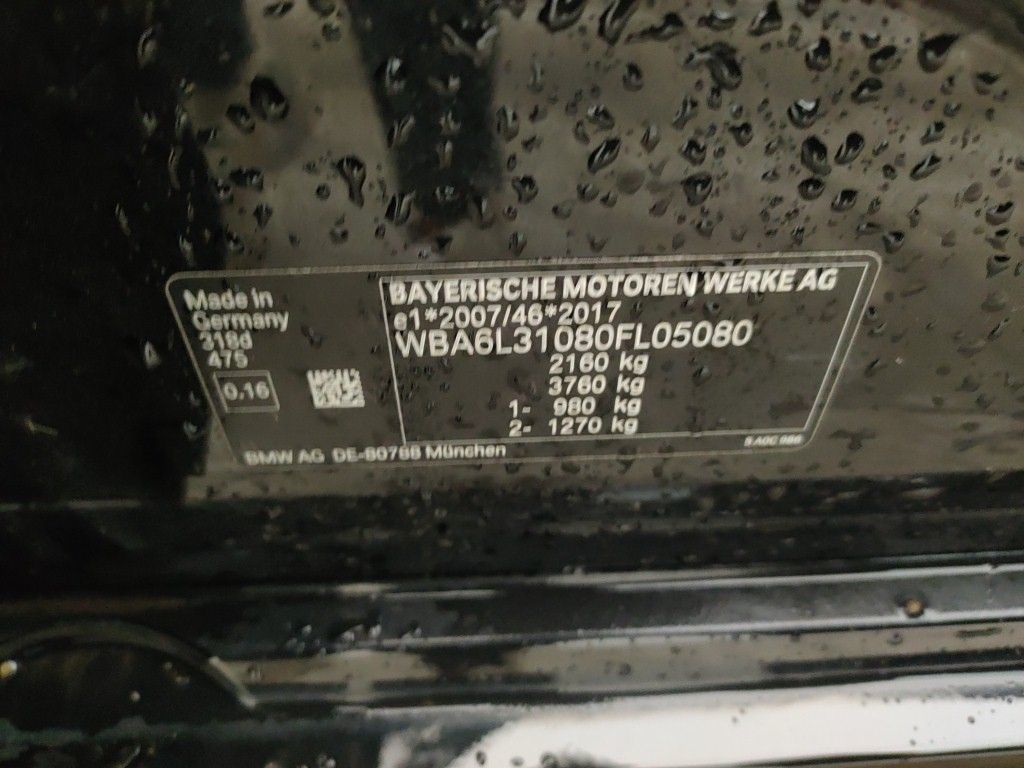 Made in
Germany
318d
475
0.16
BAYERISCHE MOTOREN WERKE AG
e1*2007/46*2017
WBA6L31080FL05080
2160 kg
3760 kg
1- 980 kg
2- 1270 kg
BMW AG DE-80788 München